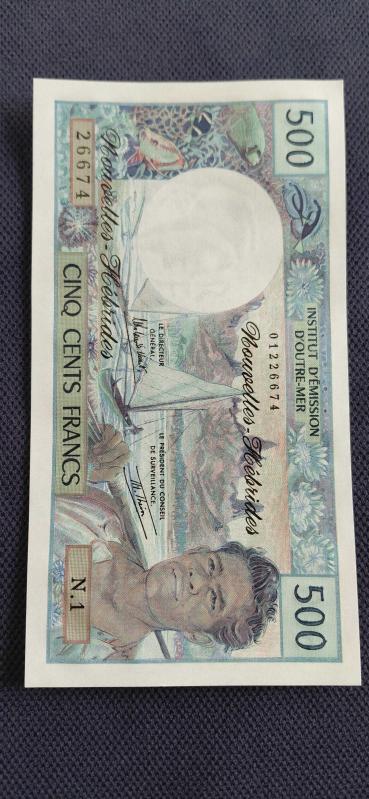 500
INSTITUT D'ÉMISSION
D'OUTRE-MER
500
01226674
Nouvelles-Hébrides
LE DIRECTEUR
GÉNÉRAL,
LE PRÉSIDENT DU CONSEIL
DE SURVEILLANCE,
Nouvelles-Hébrides
26674
CINQ CENTS FRANCS
N.1